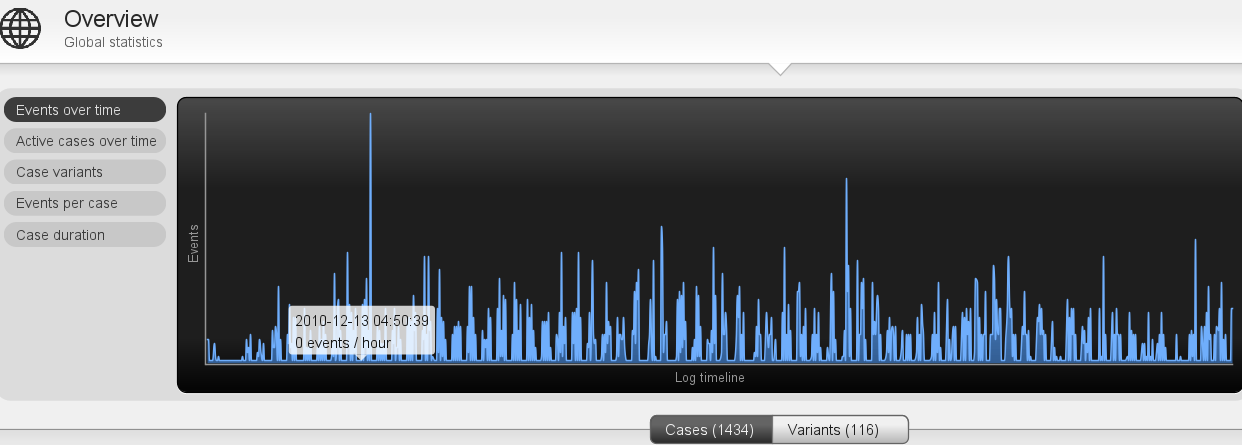 Overview
Global statistics
Events over time
Active cases over time
Case variants
Events per case
Case duration
Events
2010-12-13 04:50:39
0 events / hour
Log timeline
Cases (1434) Variants (116)